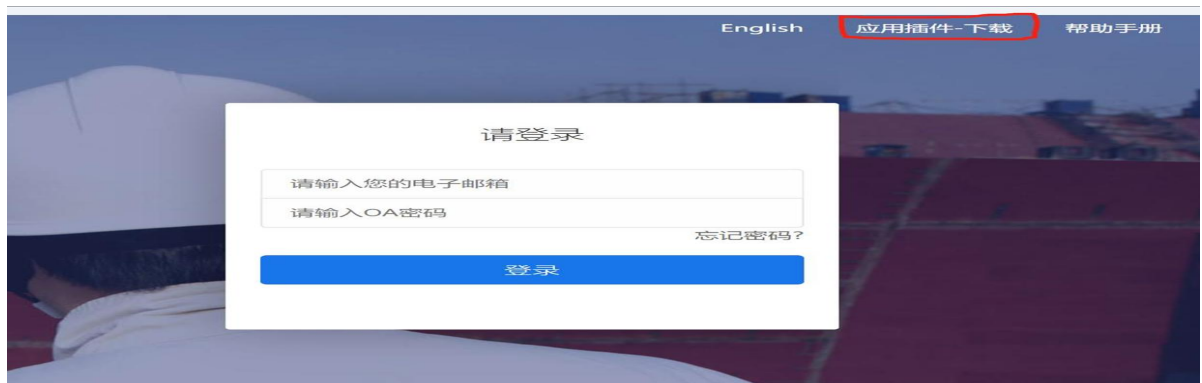 English 应用插件-下载 帮助手册
请登录
请输入您的电子邮箱
请输入OA密码
忘记密码?
登录